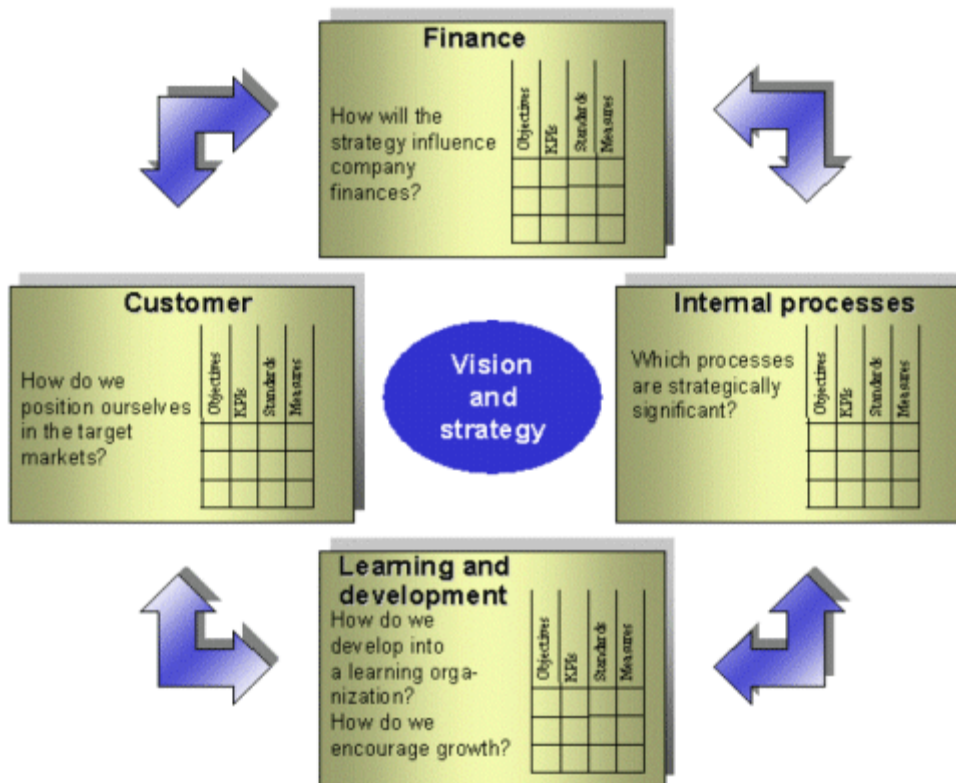 Finance
How will the
strategy influence
company
finances?
Objectives
KPIs
Standards
Measures
Customer
How do we
position ourselves
in the target
markets?
Objectives
KPIs
Standards
Measures
Vision
and
strategy
Internal processes
Which processes
are strategically
significant?
Objectives
KPIs
Standards
Measures
Learning and
development
How do we
develop into
a learning orga-
nization?
How do we
encourage growth?
Objectives
KPIs
Standards
Measures